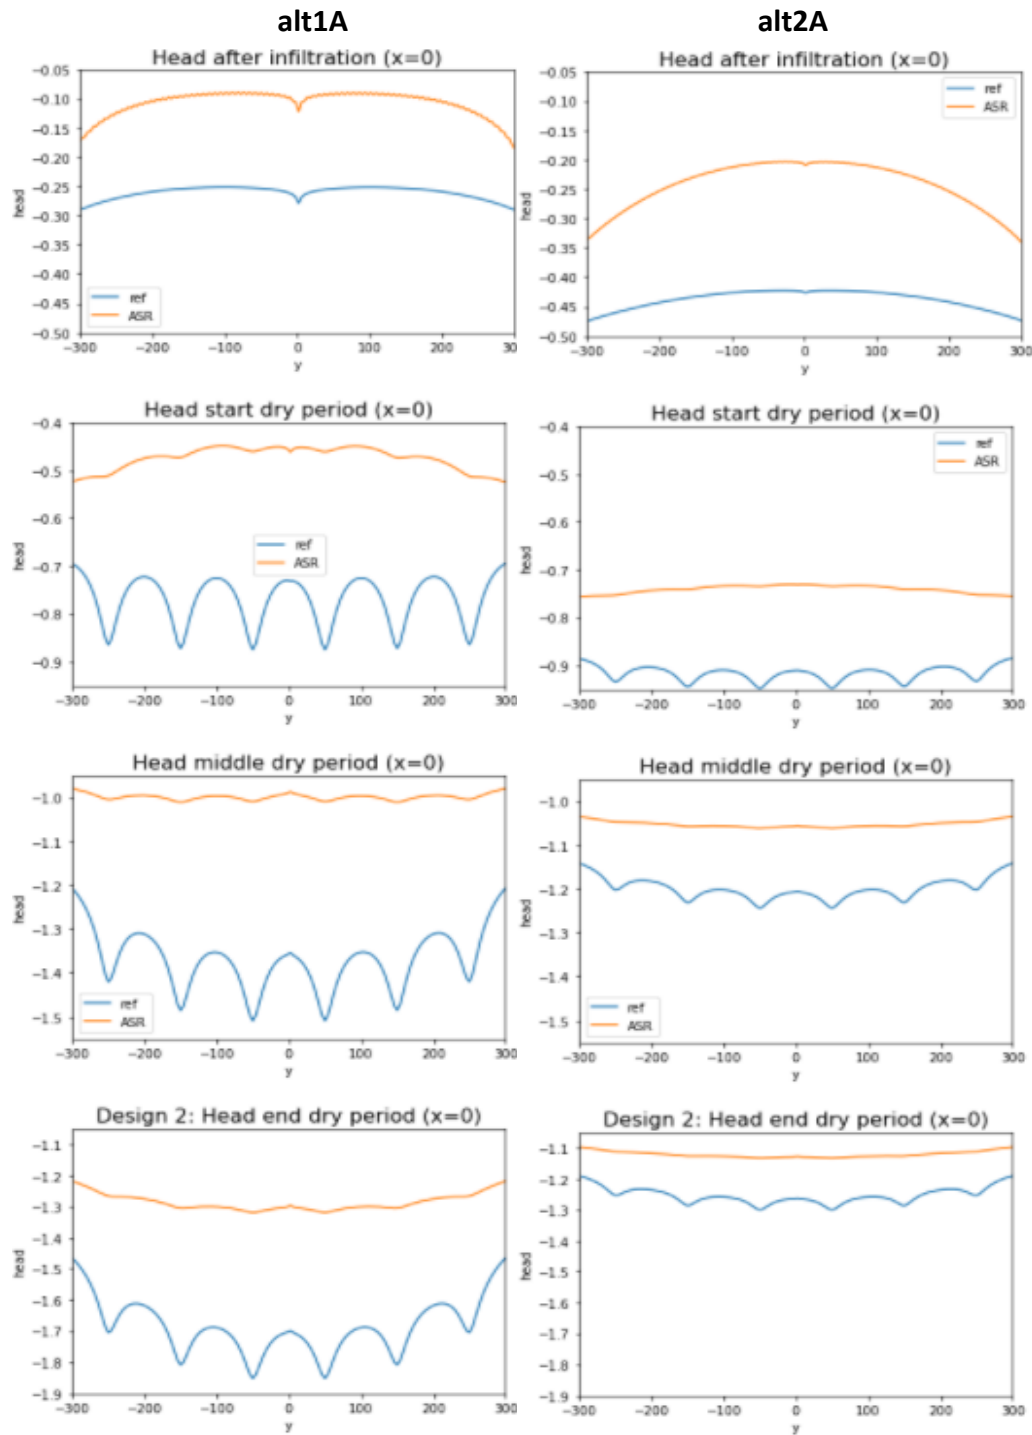 alt1A
alt2A
Head after infiltration (x=0)
−0.05
−0.10
−0.15
−0.20
−0.25
−0.30
−0.35
−0.40
−0.45
−0.50
head
ref
ASR
−300 −200 −100 0 100 200 300
y
Head after infiltration (x=0)
−0.05
−0.10
−0.15
−0.20
−0.25
−0.30
−0.35
−0.40
−0.45
−0.50
head
ref
ASR
−300 −200 −100 0 100 200 300
y
Head start dry period (x=0)
−0.4
−0.5
−0.6
−0.7
−0.8
−0.9
head
ref
ASR
−300 −200 −100 0 100 200 300
y
Head start dry period (x=0)
−0.4
−0.5
−0.6
−0.7
−0.8
−0.9
head
ref
ASR
−300 −200 −100 0 100 200 300
y
Head middle dry period (x=0)
−1.0
−1.1
−1.2
−1.3
−1.4
−1.5
head
ref
ASR
−300 −200 −100 0 100 200 300
y
Head middle dry period (x=0)
−1.0
−1.1
−1.2
−1.3
−1.4
−1.5
head
ref
ASR
−300 −200 −100 0 100 200 300
y
Design 2: Head end dry period (x=0)
−1.1
−1.2
−1.3
−1.4
−1.5
−1.6
−1.7
−1.8
−1.9
head
−300 −200 −100 0 100 200 300
y
Design 2: Head end dry period (x=0)
−1.1
−1.2
−1.3
−1.4
−1.5
−1.6
−1.7
−1.8
−1.9
head
−300 −200 −100 0 100 200 300
y